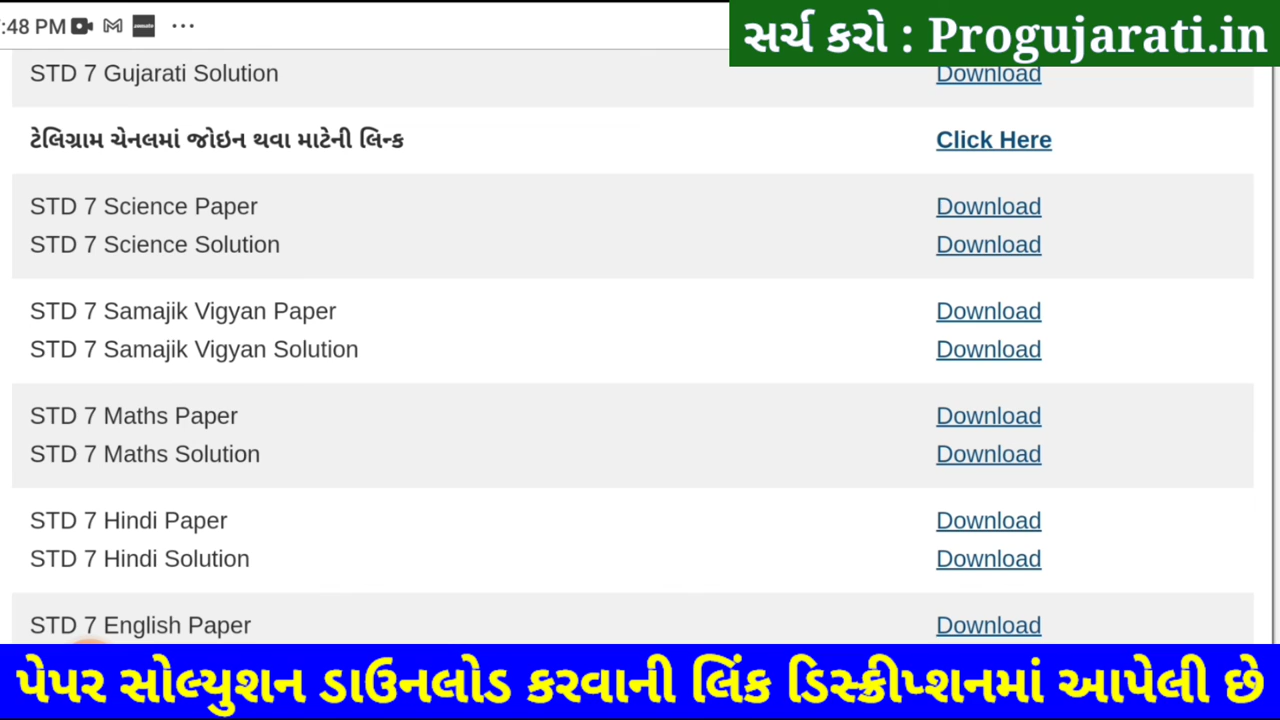 :48 PM
સર્ચ કરો : Progujarati.in
STD 7 Gujarati Solution Download
ટેલિગ્રામ ચેનલમાં જોઇન થવા માટેની લિન્ક Click Here
STD 7 Science Paper Download
STD 7 Science Solution Download
STD 7 Samajik Vigyan Paper Download
STD 7 Samajik Vigyan Solution Download
STD 7 Maths Paper Download
STD 7 Maths Solution Download
STD 7 Hindi Paper Download
STD 7 Hindi Solution Download
STD 7 English Paper Download
પેપર સોલ્યુશન ડાઉનલોડ કરવાની લિંક ડિસ્ક્રીપ્શનમાં આપેલી છે